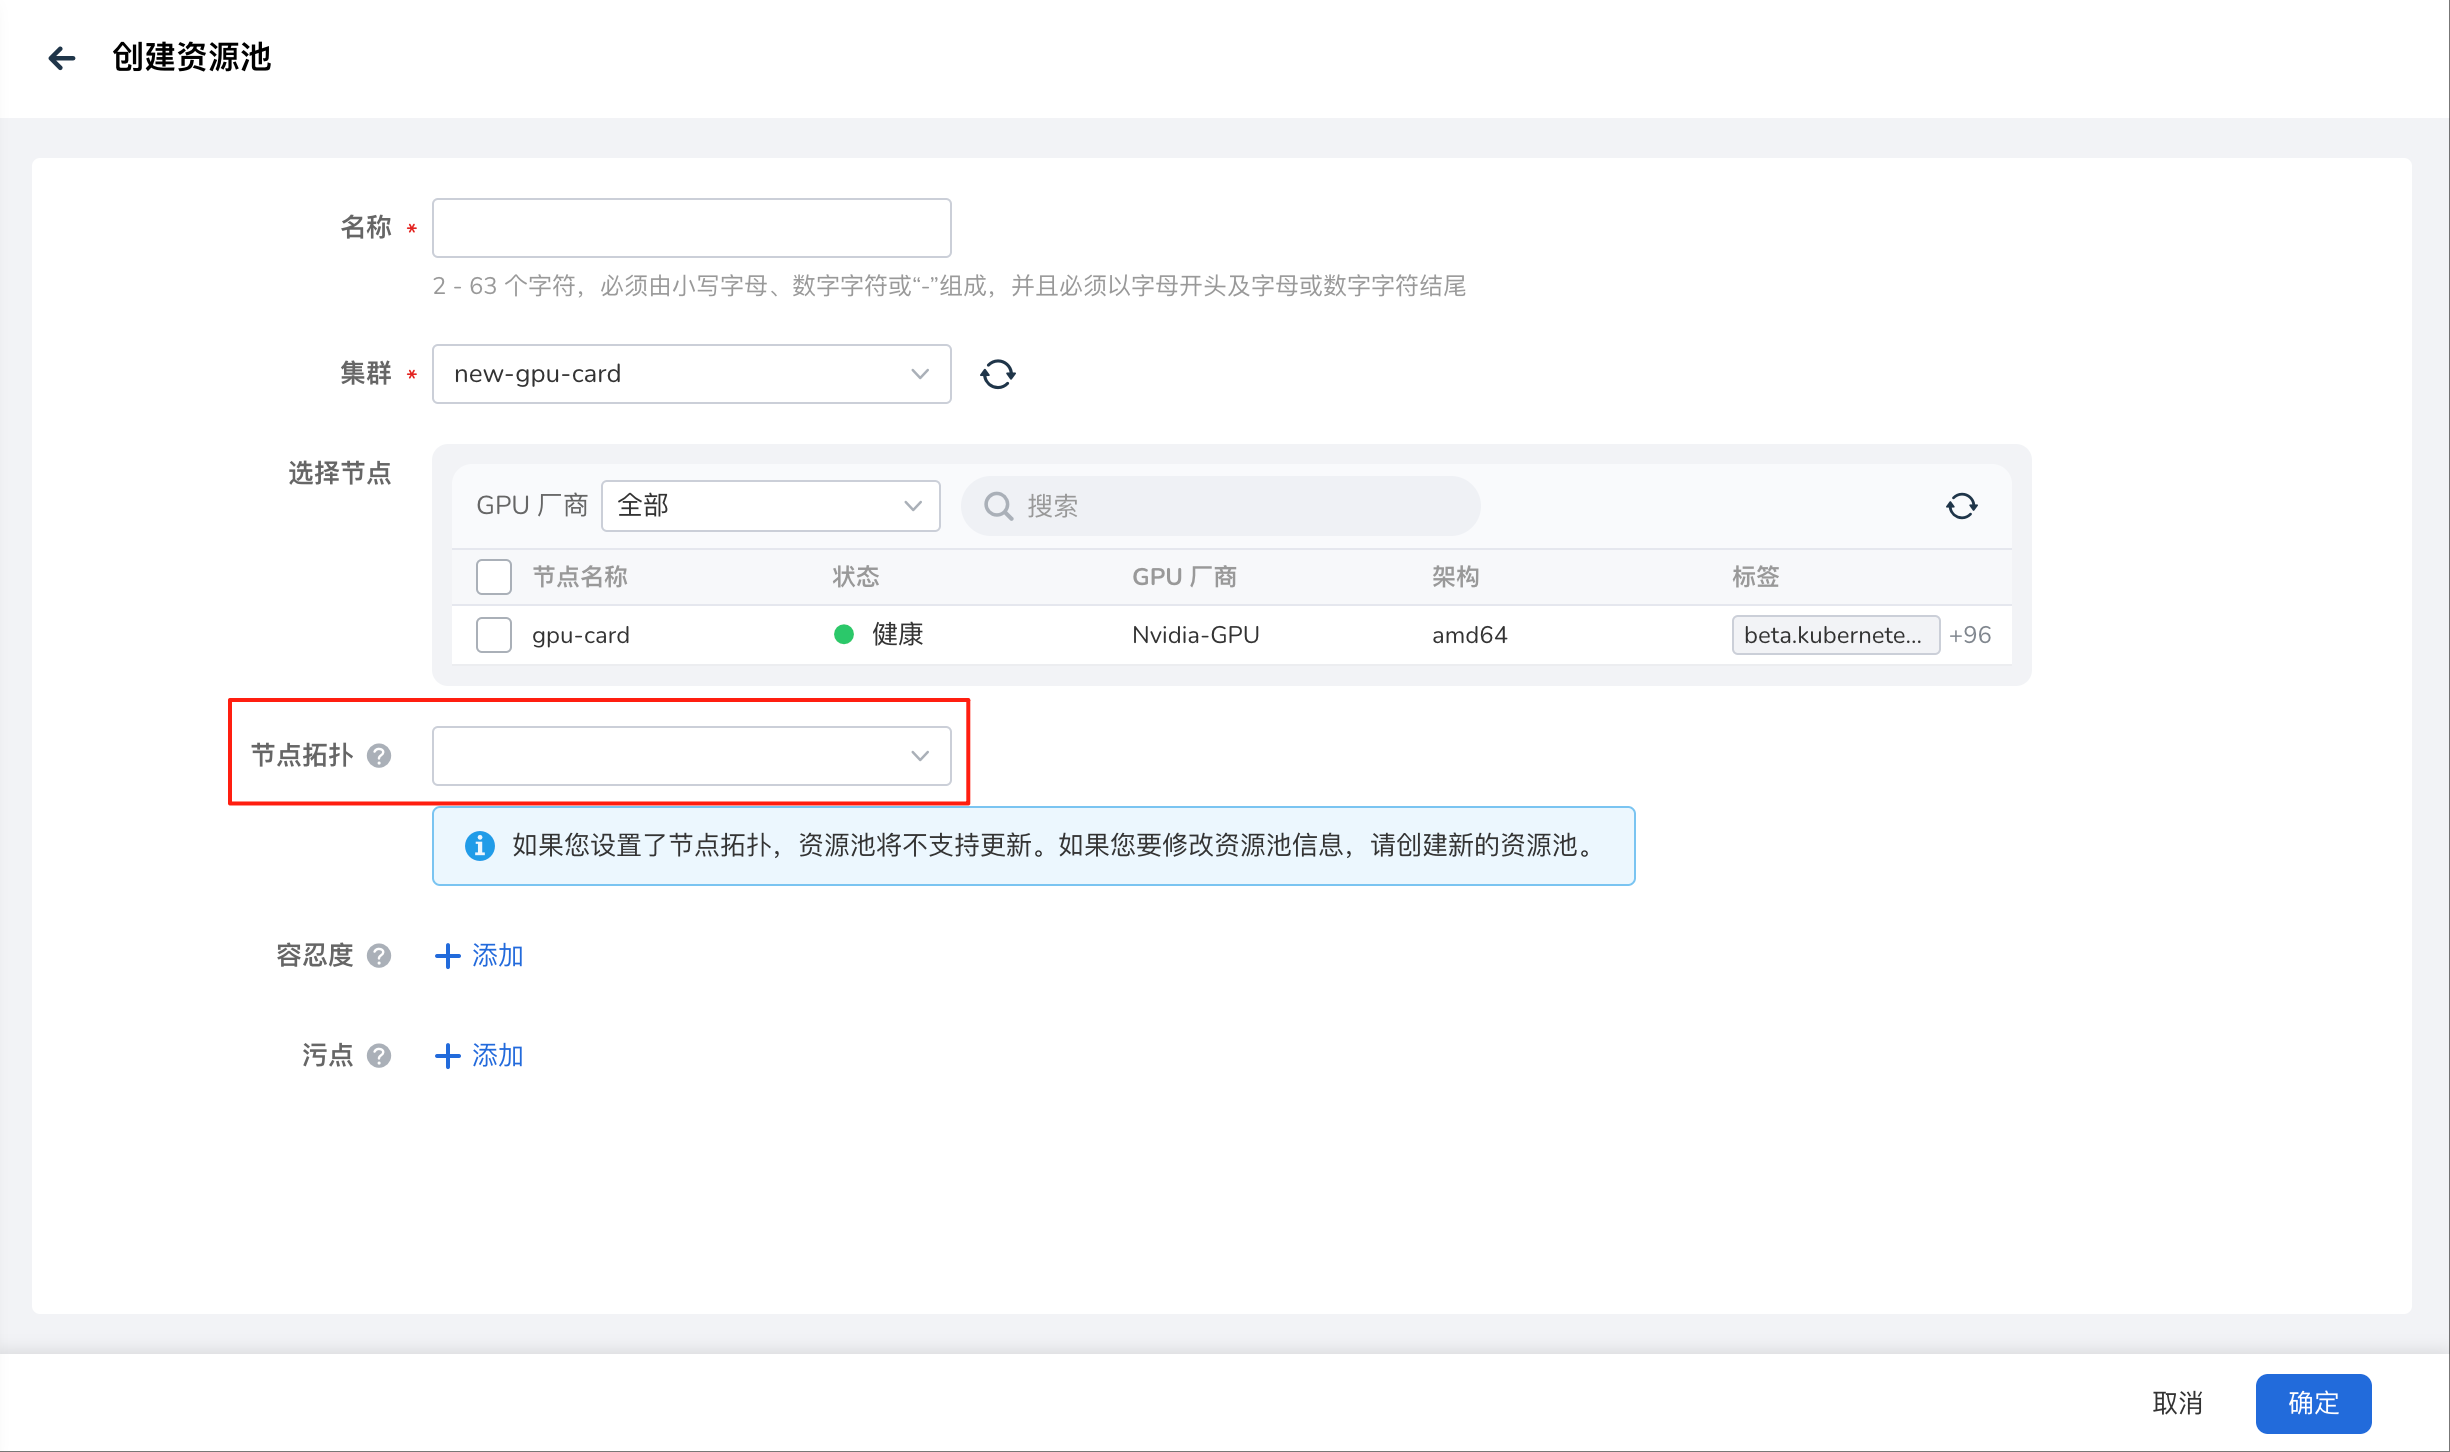 创建资源池
名称 *
2 - 63 个字符，必须由小写字母、数字字符或“-”组成，并且必须以字母开头及字母或数字字符结尾
集群 * new-gpu-card
选择节点
GPU 厂商 全部 搜索
节点名称 状态 GPU 厂商 架构 标签
gpu-card 健康 Nvidia-GPU amd64 beta.kubernete... +96
节点拓扑 ?
如果您设置了节点拓扑，资源池将不支持更新。如果您要修改资源池信息，请创建新的资源池。
容忍度 ? + 添加
污点 ? + 添加
取消 确定